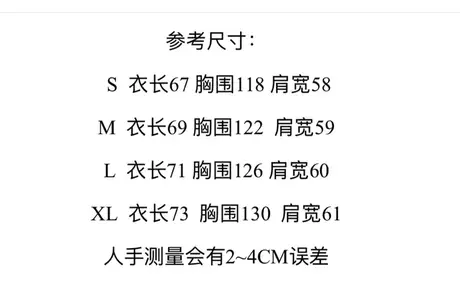 参考尺寸：
S 衣长67 胸围118 肩宽58
M 衣长69 胸围122 肩宽59
L 衣长71 胸围126 肩宽60
XL 衣长73 胸围130 肩宽61
人手测量会有2~4CM误差